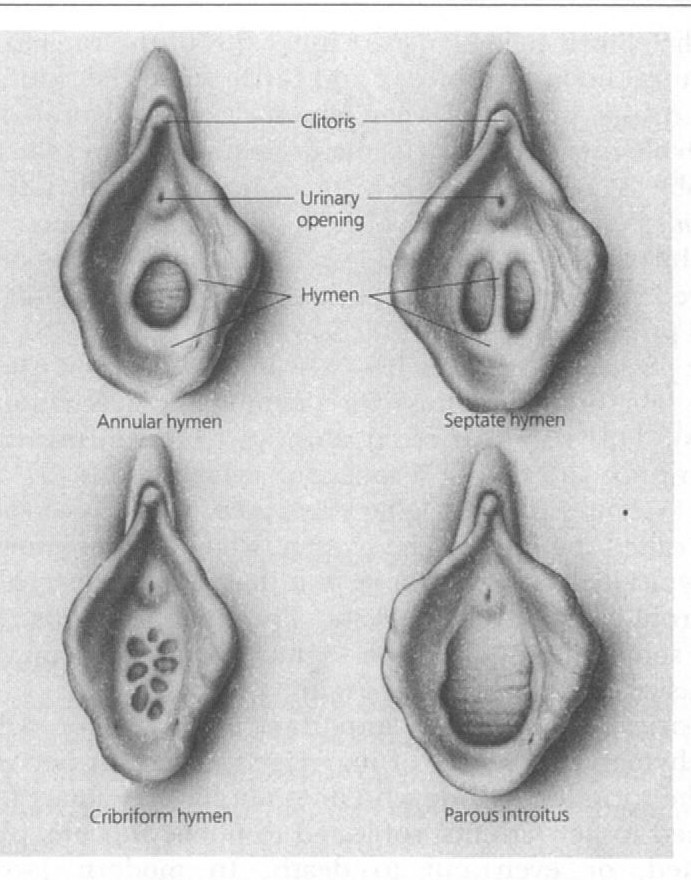 Clitoris
Urinary
opening
Hymen
Annular hymen
Septate hymen
Cribriform hymen
Parous introitus